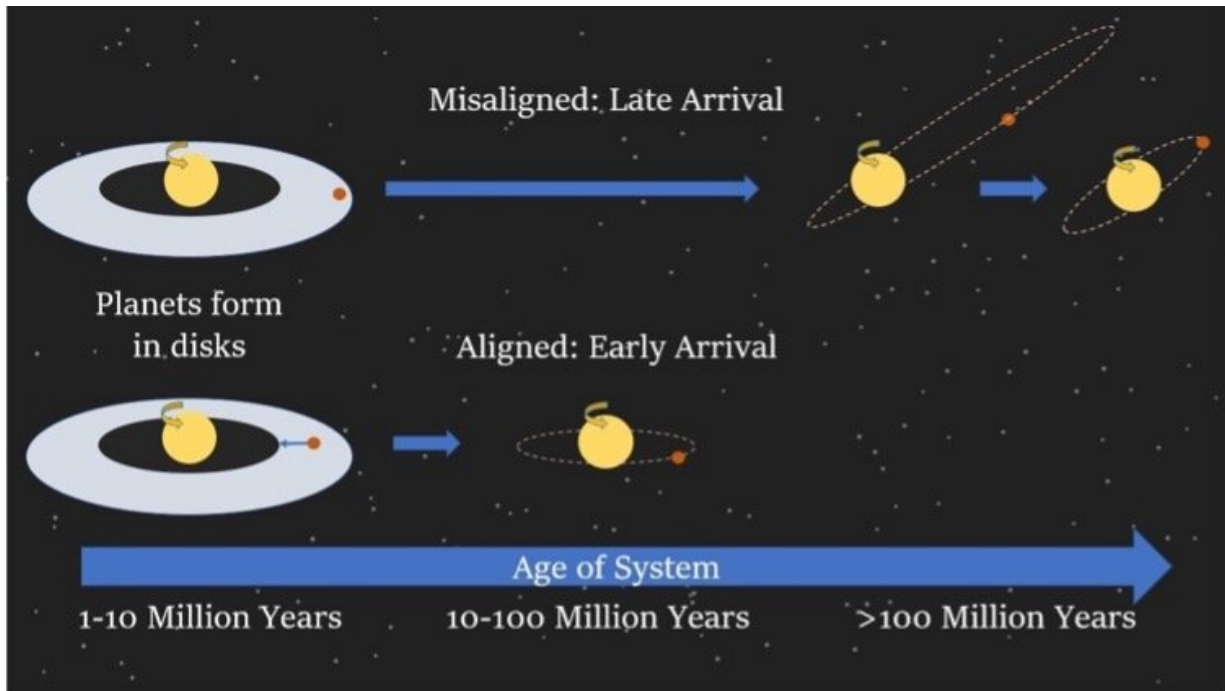 Misaligned: Late Arrival
Planets form
in disks
Aligned: Early Arrival
Age of System
1-10 Million Years
10-100 Million Years
>100 Million Years